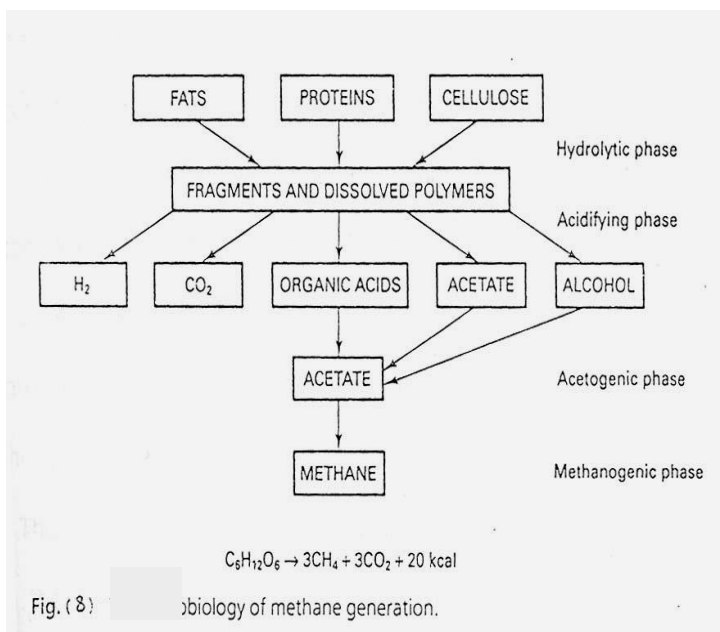 FATS PROTEINS CELLULOSE
Hydrolytic phase
FRAGMENTS AND DISSOLVED POLYMERS
Acidifying phase
H₂ CO₂ ORGANIC ACIDS ACETATE ALCOHOL
ACETATE Acetogenic phase
METHANE Methanogenic phase
C₆H₁₂O₆ → 3CH₄ + 3CO₂ + 20 kcal
Fig. (8) of methane generation.